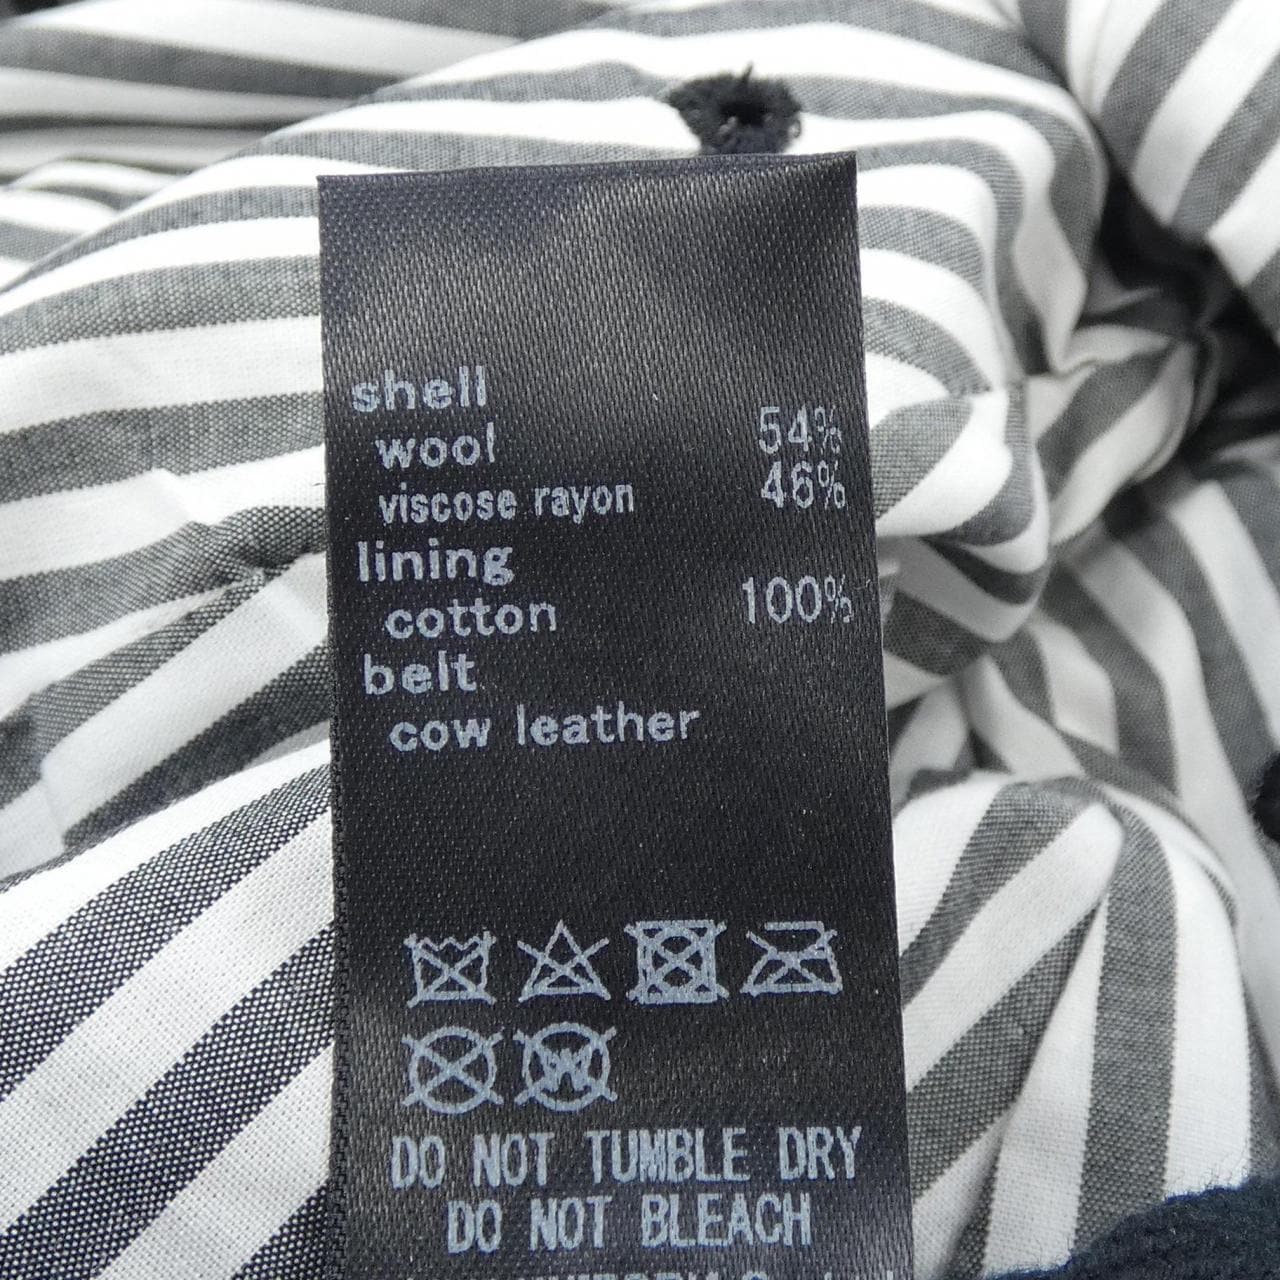 shell
wool 54%
viscose rayon 46%
lining
cotton 100%
belt
cow leather
W
DO NOT TUMBLE DRY
DO NOT BLEACH